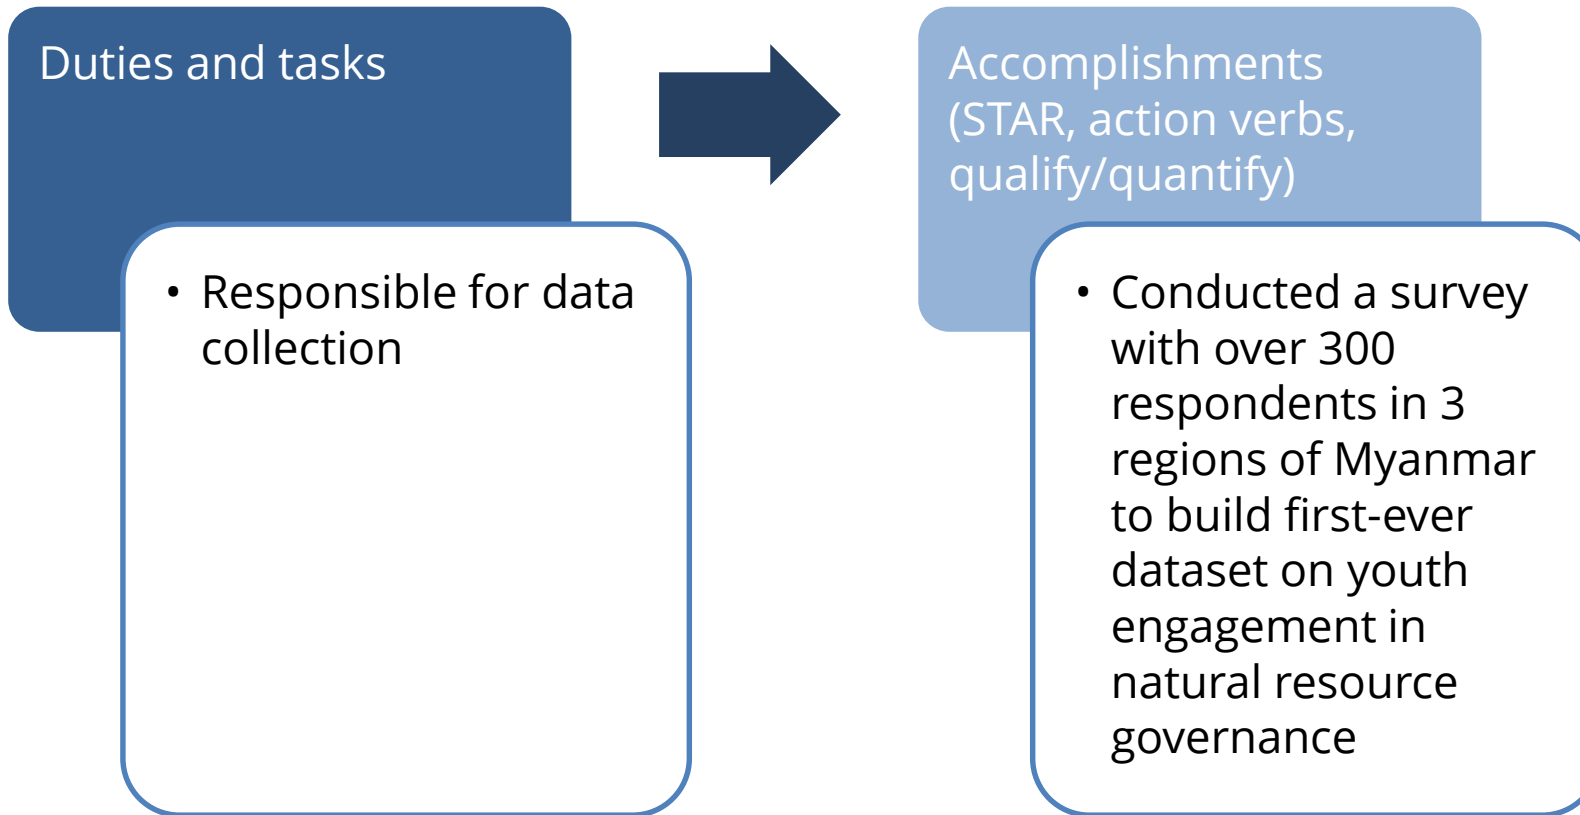 Duties and tasks
• Responsible for data
collection
Accomplishments
(STAR, action verbs,
qualify/quantify)
• Conducted a survey
with over 300
respondents in 3
regions of Myanmar
to build first-ever
dataset on youth
engagement in
natural resource
governance